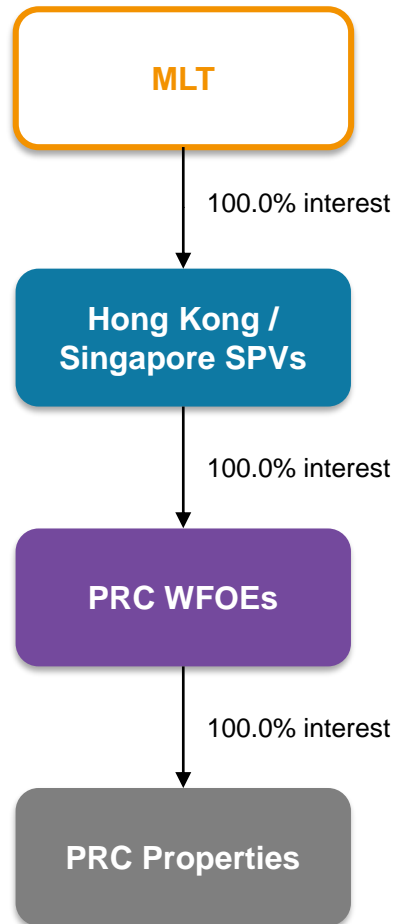 MLT
100.0% interest
Hong Kong /
Singapore SPVs
100.0% interest
PRC WFOEs
100.0% interest
PRC Properties